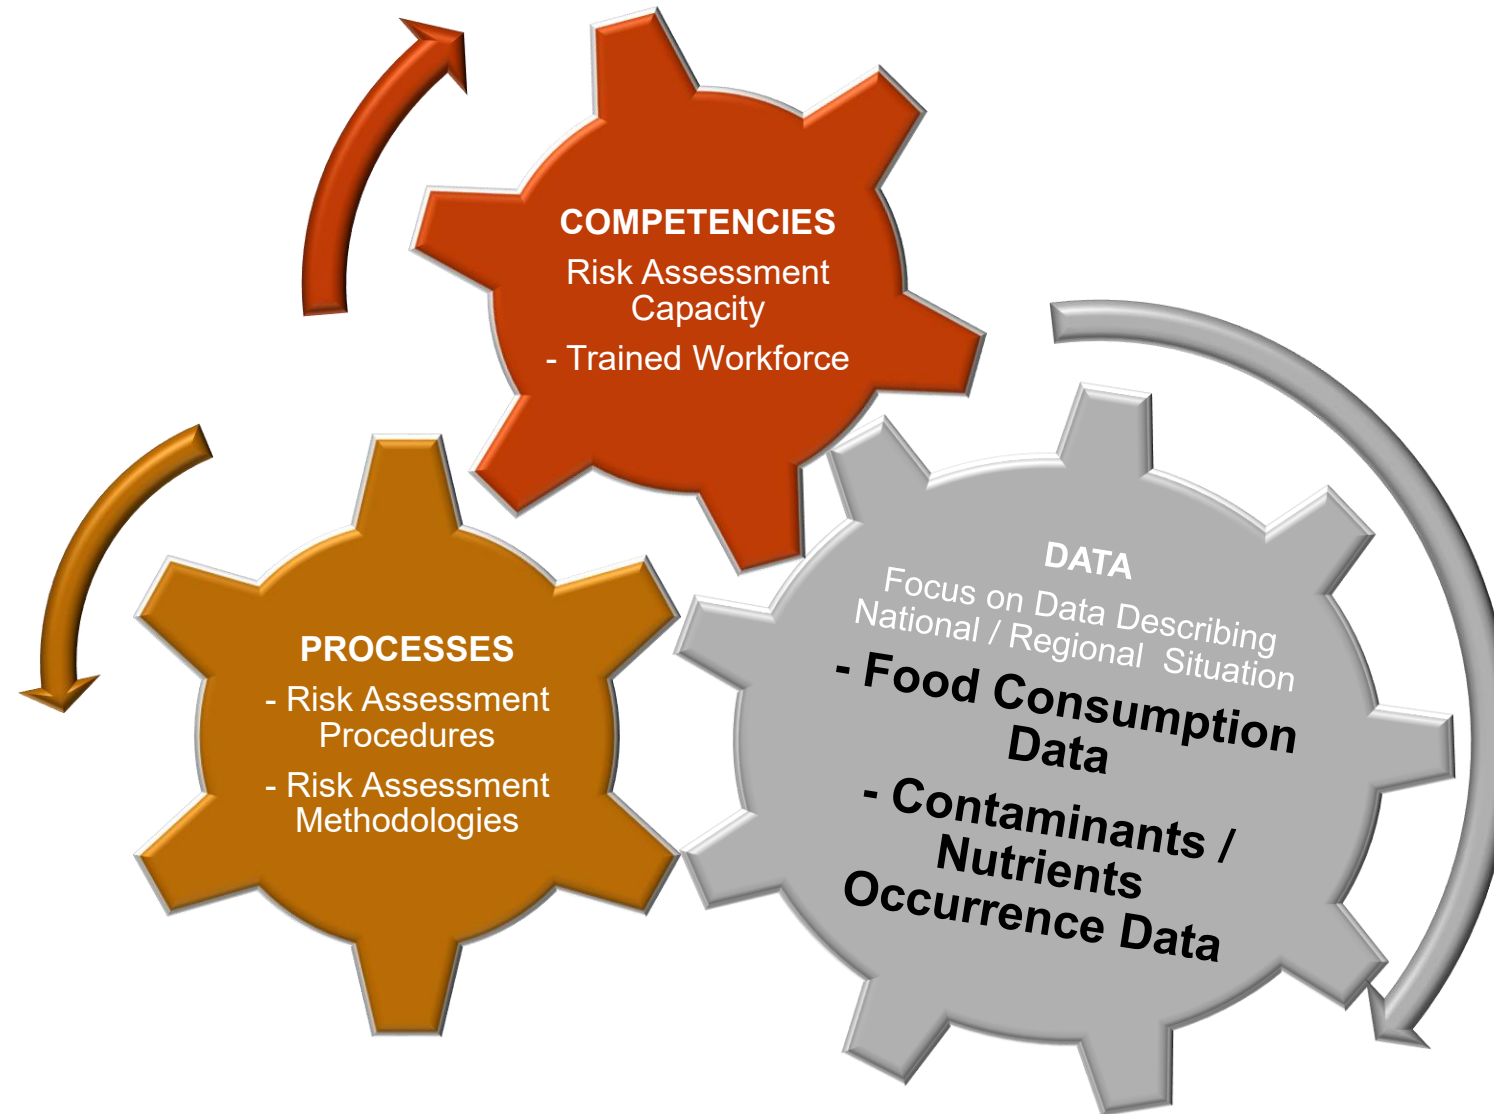 COMPETENCIES
Risk Assessment
Capacity
- Trained Workforce
PROCESSES
- Risk Assessment
Procedures
- Risk Assessment
Methodologies
DATA
Focus on Data Describing
National / Regional Situation
- Food Consumption
Data
- Contaminants /
Nutrients
Occurrence Data